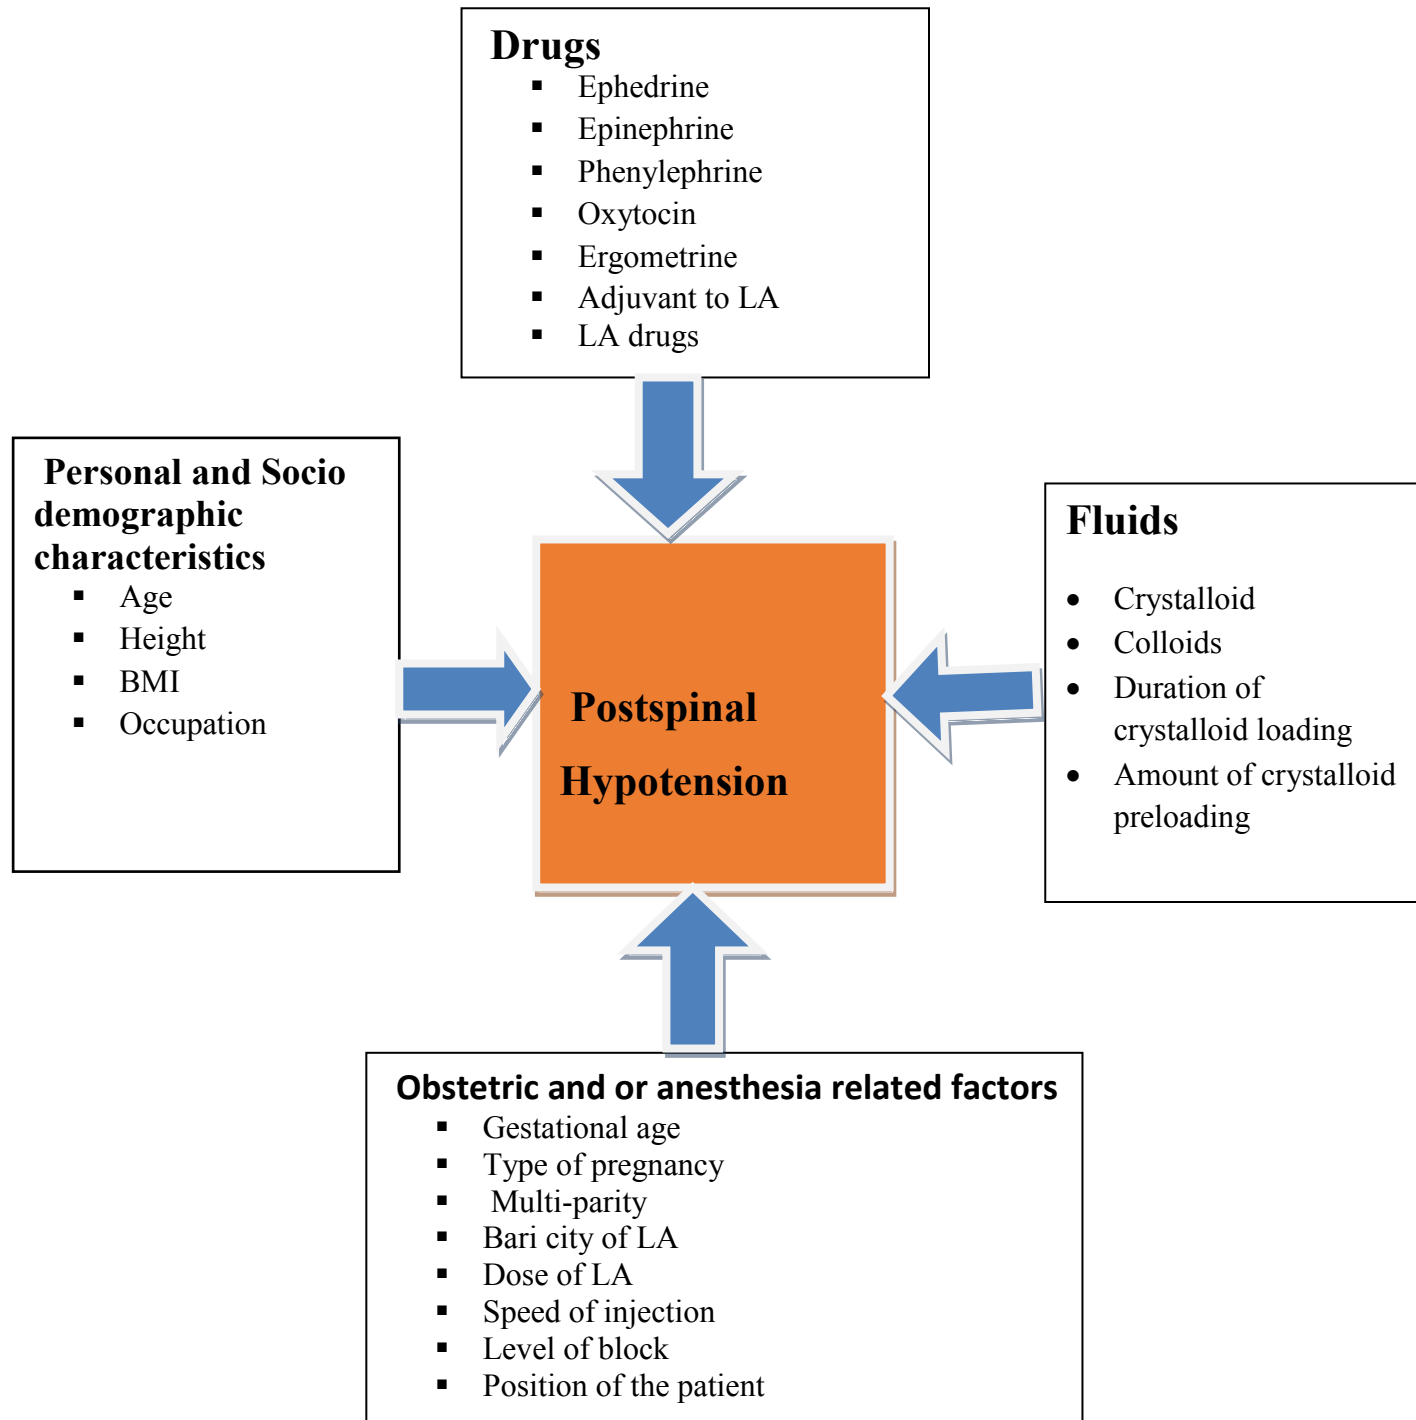 Drugs
▪ Ephedrine
▪ Epinephrine
▪ Phenylephrine
▪ Oxytocin
▪ Ergometrine
▪ Adjuvant to LA
▪ LA drugs
Personal and Socio
demographic
characteristics
▪ Age
▪ Height
▪ BMI
▪ Occupation
Postspinal
Hypotension
Fluids
• Crystalloid
• Colloids
• Duration of
crystalloid loading
• Amount of crystalloid
preloading
Obstetric and or anesthesia related factors
▪ Gestational age
▪ Type of pregnancy
▪ Multi-parity
▪ Bari city of LA
▪ Dose of LA
▪ Speed of injection
▪ Level of block
▪ Position of the patient